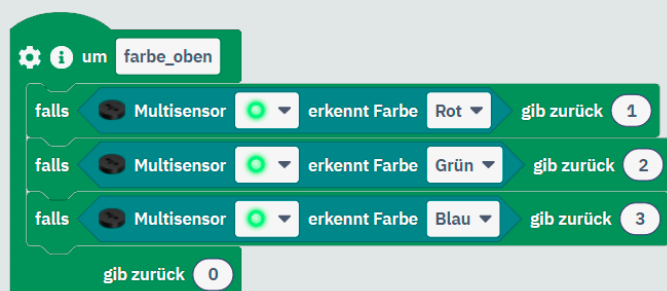 um farbe_oben
falls Multisensor erkennt Farbe Rot gib zurück 1
falls Multisensor erkennt Farbe Grün gib zurück 2
falls Multisensor erkennt Farbe Blau gib zurück 3
gib zurück 0